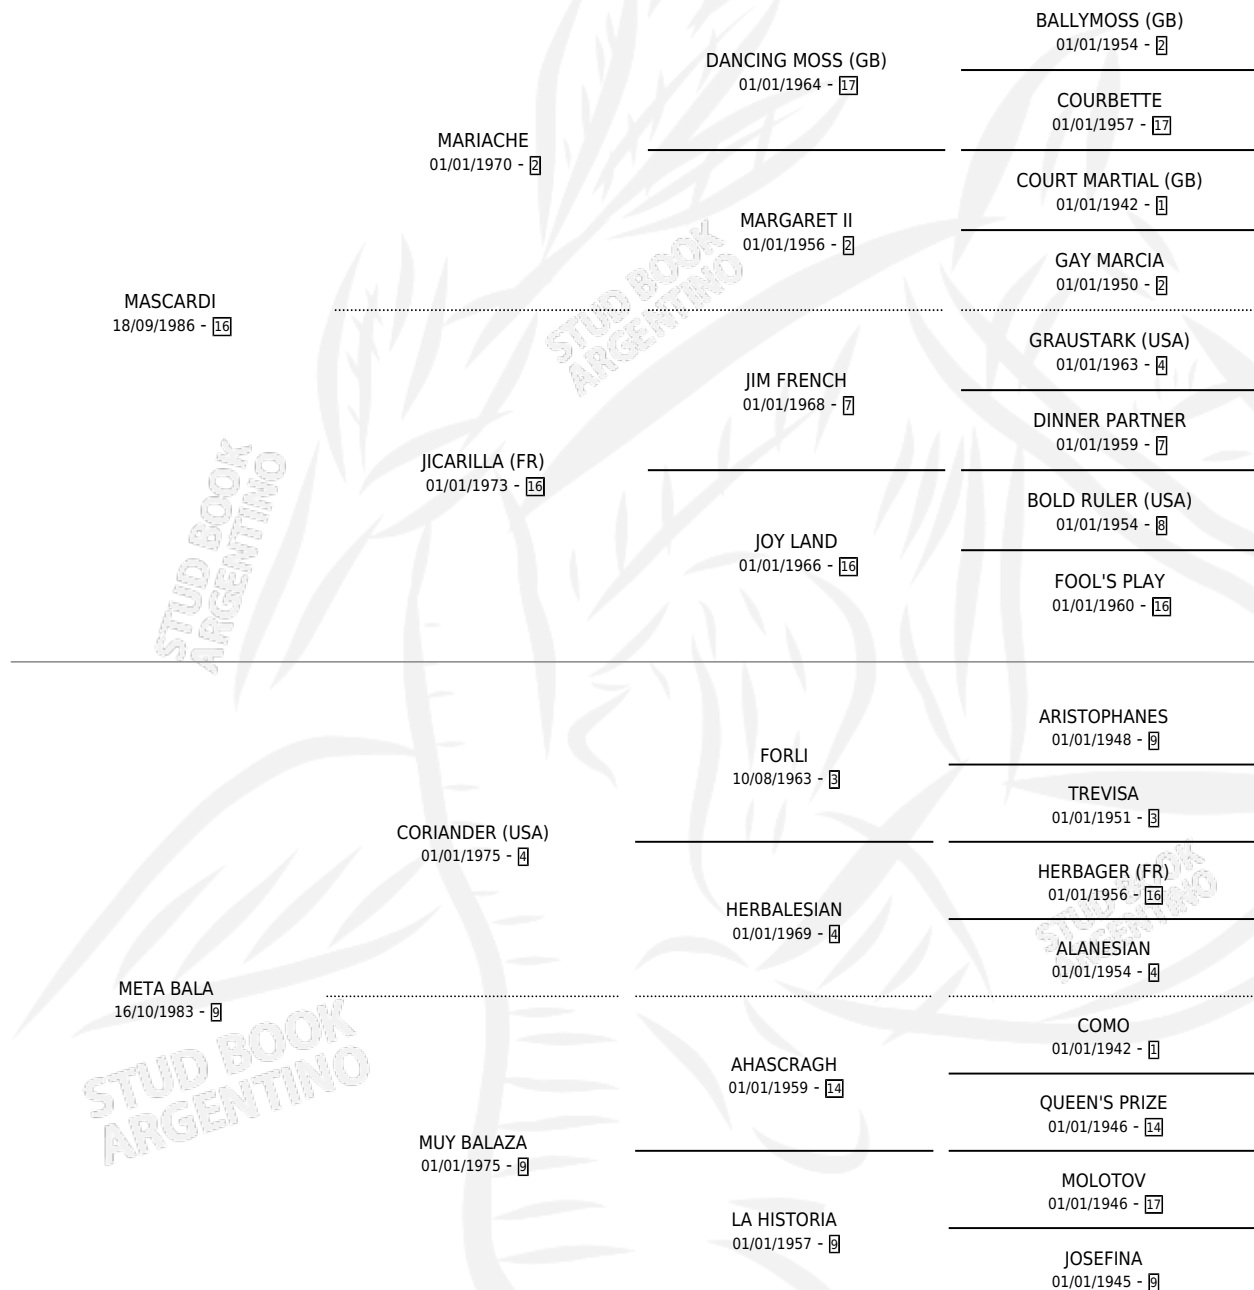 BALLYMOSS (GB)
01/01/1954 - 2
DANCING MOSS (GB)
01/01/1964 - 17
COURBETTE
01/01/1957 - 17
MARIACHE
01/01/1970 - 2
COURT MARTIAL (GB)
01/01/1942 - 1
MARGARET II
01/01/1956 - 2
GAY MARCIA
01/01/1950 - 2
MASCARDI
18/09/1986 - 16
GRAUSTARK (USA)
01/01/1963 - 4
JIM FRENCH
01/01/1968 - 7
DINNER PARTNER
01/01/1959 - 7
JICARILLA (FR)
01/01/1973 - 16
BOLD RULER (USA)
01/01/1954 - 8
JOY LAND
01/01/1966 - 16
FOOL'S PLAY
01/01/1960 - 16
ARISTOPHANES
01/01/1948 - 9
FORLI
10/08/1963 - 3
TREVISA
01/01/1951 - 3
CORIANDER (USA)
01/01/1975 - 4
HERBAGER (FR)
01/01/1956 - 16
HERBALESIAN
01/01/1969 - 4
ALANESIAN
01/01/1954 - 4
META BALA
16/10/1983 - 9
COMO
01/01/1942 - 1
AHASCRAGH
01/01/1959 - 14
QUEEN'S PRIZE
01/01/1946 - 14
MUY BALAZA
01/01/1975 - 9
MOLOTOV
01/01/1946 - 17
LA HISTORIA
01/01/1957 - 9
JOSEFINA
01/01/1945 - 9
STUD BOOK
ARGENTINO
STUD BOOK
ARGENTINO
STUD BOOK
ARGENTINO
STUD BOOK
ARGENTINO